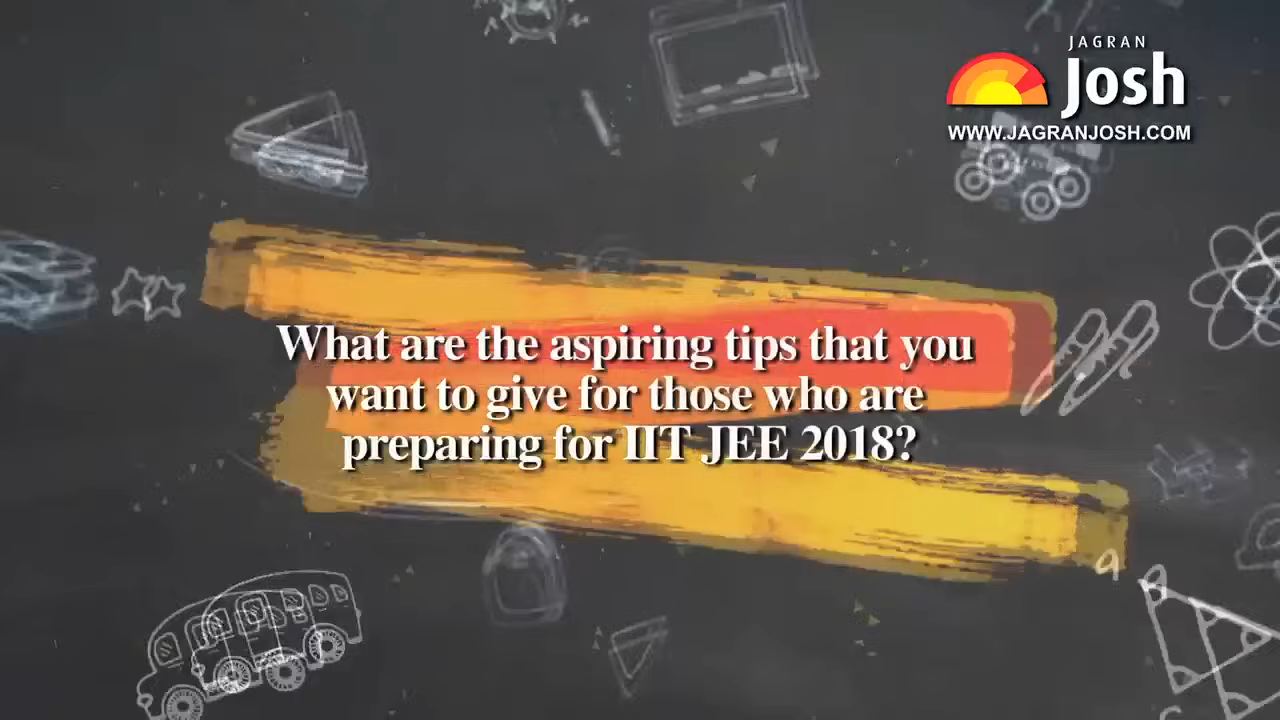 JAGRAN
Josh
WWW.JAGRANJOSH.COM
What are the aspiring tips that you
want to give for those who are
preparing for IIT JEE 2018?